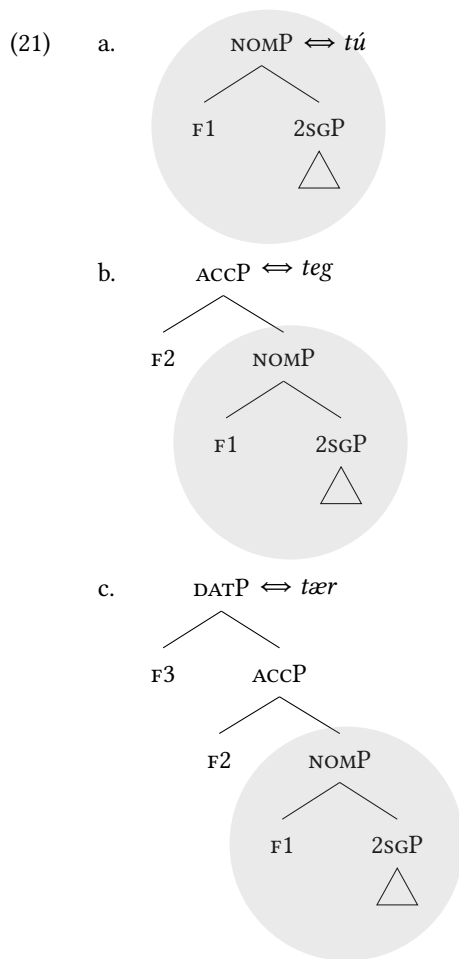 (21) a. NOMP ⇔ tú
F1 2SGP
b. ACCP ⇔ teg
F2 NOMP
F1 2SGP
c. DATP ⇔ tær
F3 ACCP
F2 NOMP
F1 2SGP